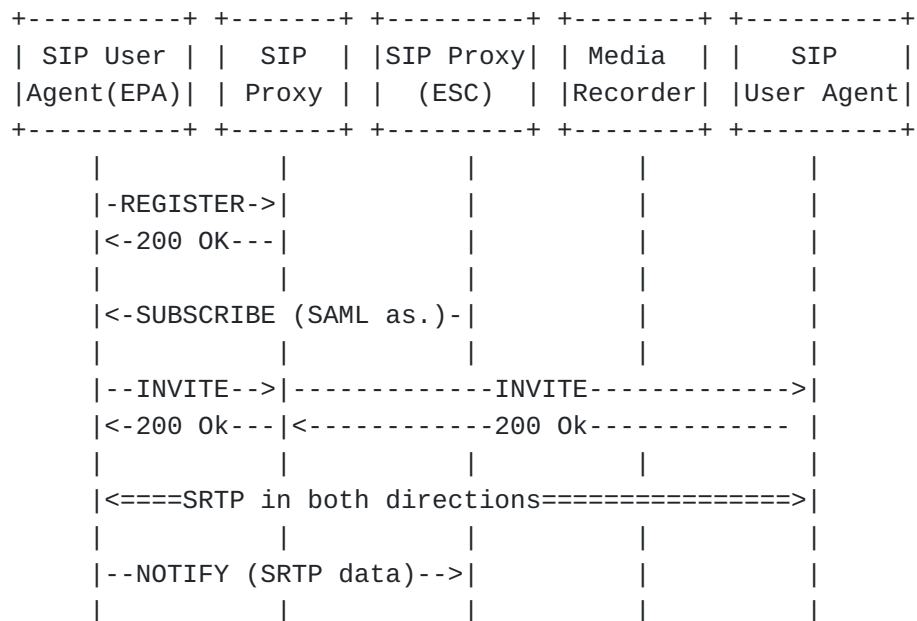 +----------+ +-------+ +---------+ +--------+ +----------+
| SIP User | |  SIP  | |SIP Proxy| | Media  | |   SIP    |
|Agent(EPA)| | Proxy | |  (ESC)  | |Recorder| |User Agent|
+----------+ +-------+ +---------+ +--------+ +----------+
     |          |          |         |         |
     |-REGISTER->|          |         |         |
     |<-200 OK---|          |         |         |
     |          |          |         |         |
     |<-SUBSCRIBE (SAML as.)-|         |         |
     |          |          |         |         |
     |--INVITE-->|-------------INVITE------------->|
     |<-200 Ok---|<------------200 Ok------------- |
     |          |          |         |         |
     |<====SRTP in both directions================>|
     |          |          |         |         |
     |--NOTIFY (SRTP data)-->|         |         |
     |          |          |         |         |